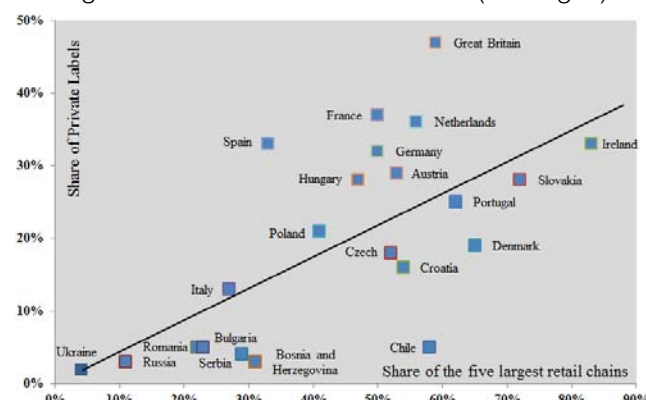 50%
Great Britain
Share of Private Labels
40%
France
Netherlands
Spain
Germany
Ireland
30%
Austria
Hungary
Slovakia
Portugal
Poland
20%
Denmark
Czech
Croatia
Italy
10%
Bulgaria
Romania
Ukraine
Chile
Bosnia and
Herzegovina
Russia
Serbia
Share of the five largest retail chains
0%
0% 10% 20% 30% 40% 50% 60% 70% 80% 90%